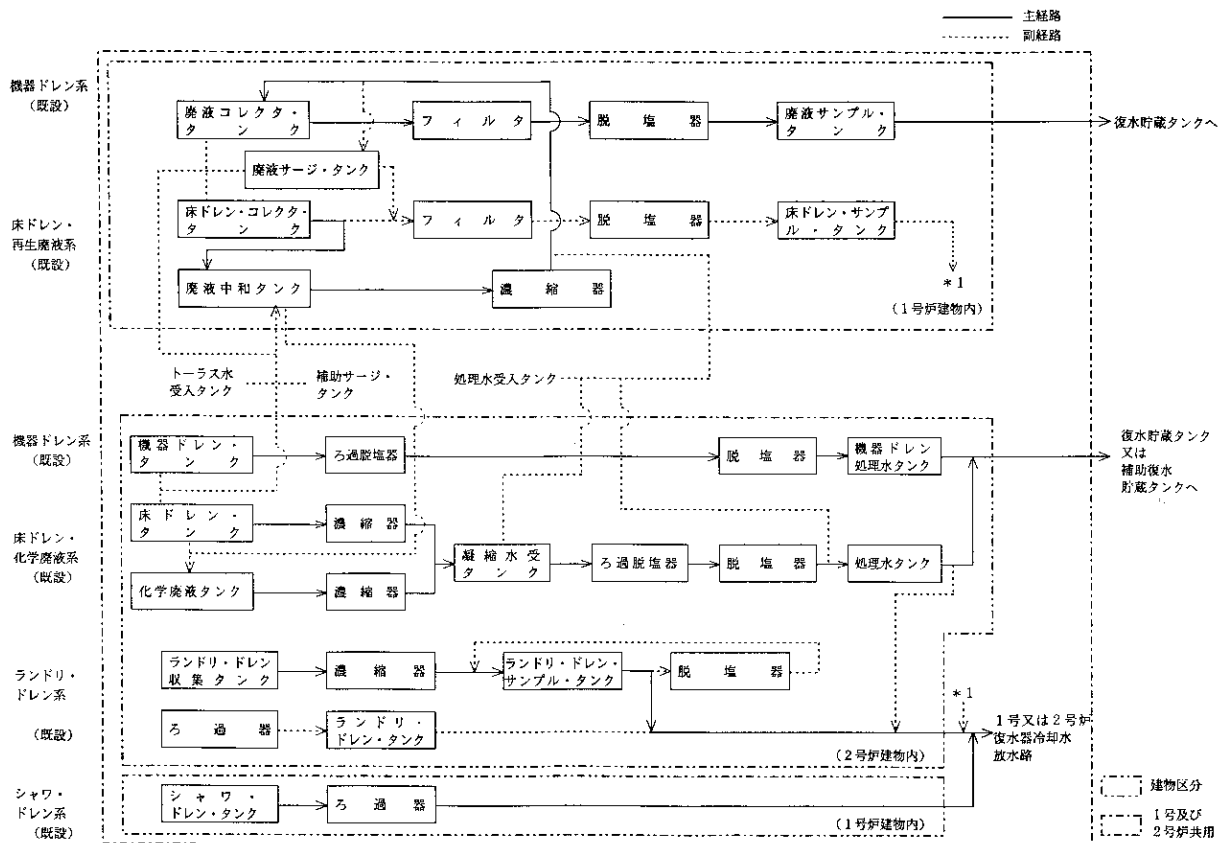 主経路
副経路
機器ドレン系
(既設)
廃液コレクタ・
タンク
フィルタ
脱塩器
廃液サンプル・
タンク
復水貯蔵タンクへ
廃液サージ・タンク
床ドレン・
再生廃液系
(既設)
床ドレン・コレクタ・
タンク
フィルタ
脱塩器
床ドレン・サンプ
ル・タンク
廃液中和タンク
濃縮器
*1
(1号炉建物内)
トーラス水
受入タンク
補助サージ・
タンク
処理水受入タンク
機器ドレン系
(既設)
機器ドレン・
タンク
ろ過脱塩器
脱塩器
機器ドレン
処理水タンク
復水貯蔵タンク
又は
補助復水
貯蔵タンクへ
床ドレン・
化学廃液系
(既設)
床ドレン・
タンク
濃縮器
凝縮水受
タンク
ろ過脱塩器
脱塩器
処理水タンク
化学廃液タンク
濃縮器
ランドリ・
ドレン系
(既設)
ランドリ・ドレン
収集タンク
濃縮器
ランドリ・ドレン・
サンプル・タンク
脱塩器
*1
ろ過器
ランドリ・
ドレン・タンク
1号又は2号炉
復水器冷却水
放水路
(2号炉建物内)
シャワ・
ドレン系
(既設)
シャワ・
ドレン・タンク
ろ過器
(1号炉建物内)
建物区分
1号及び
2号炉共用